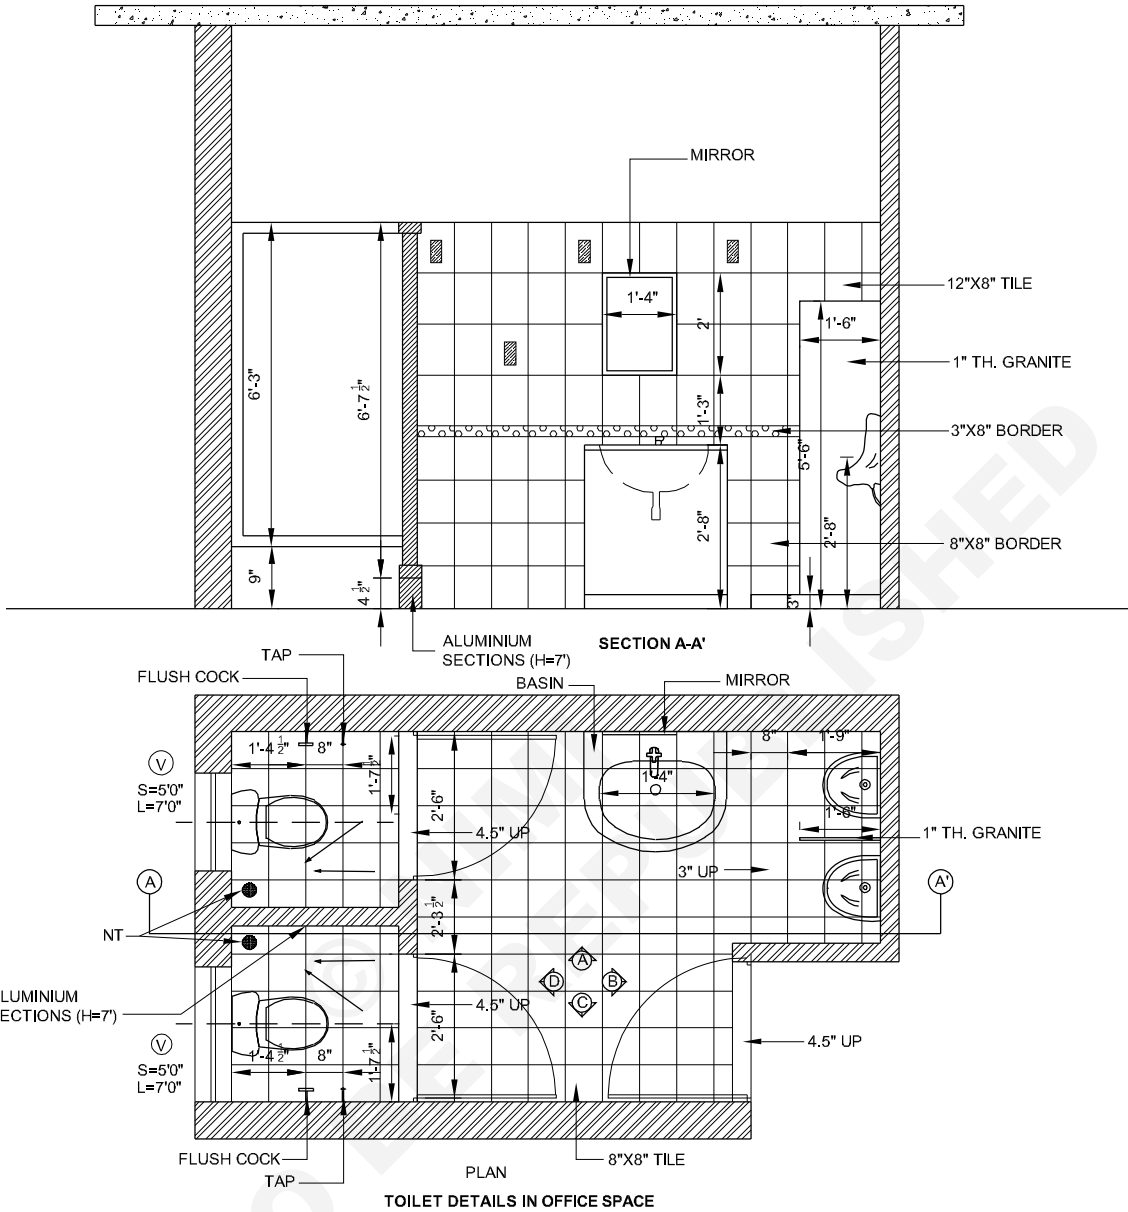 MIRROR
12"X8" TILE
1'-4"
2'
1'-6"
1" TH. GRANITE
6'-3"
6'-7 1/2"
1'-3"
3"X8" BORDER
5'-6"
2'-8"
2'-8"
8"X8" BORDER
9"
4 1/2"
3"
ALUMINIUM
SECTIONS (H=7')
SECTION A-A'
TAP
FLUSH COCK
BASIN
MIRROR
1'-4 1/2"
8"
8"
1'-9"
V
S=5'0"
L=7'0"
1'-7 1/2"
2'-6"
1'-4"
1'-6"
4.5" UP
1" TH. GRANITE
3" UP
A
A'
2'-3 1/2"
NT
A
D
B
C
LUMINIUM
ECTIONS (H=7')
4.5" UP
2'-6"
V
S=5'0"
L=7'0"
1'-4 1/2"
8"
1'-7 1/2"
4.5" UP
FLUSH COCK
TAP
8"X8" TILE
PLAN
TOILET DETAILS IN OFFICE SPACE